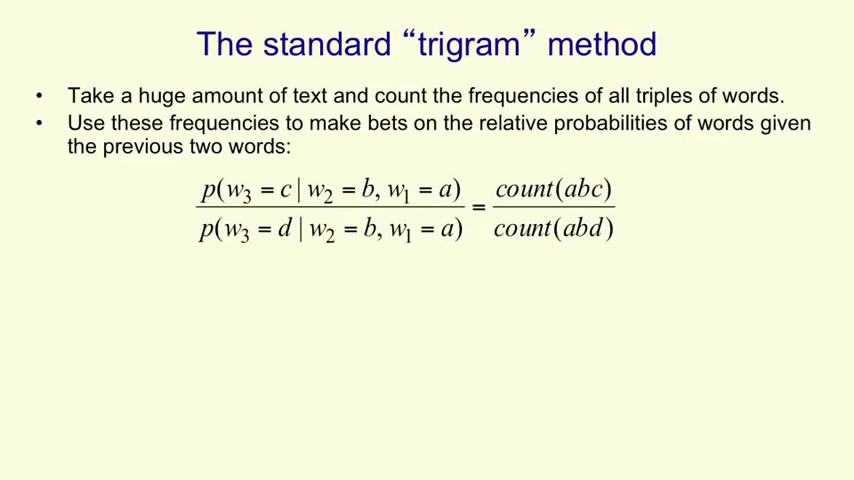 The standard “trigram” method
• Take a huge amount of text and count the frequencies of all triples of words.
• Use these frequencies to make bets on the relative probabilities of words given
the previous two words:
p(w₃ = c | w₂ = b, w₁ = a) / p(w₃ = d | w₂ = b, w₁ = a) = count(abc) / count(abd)